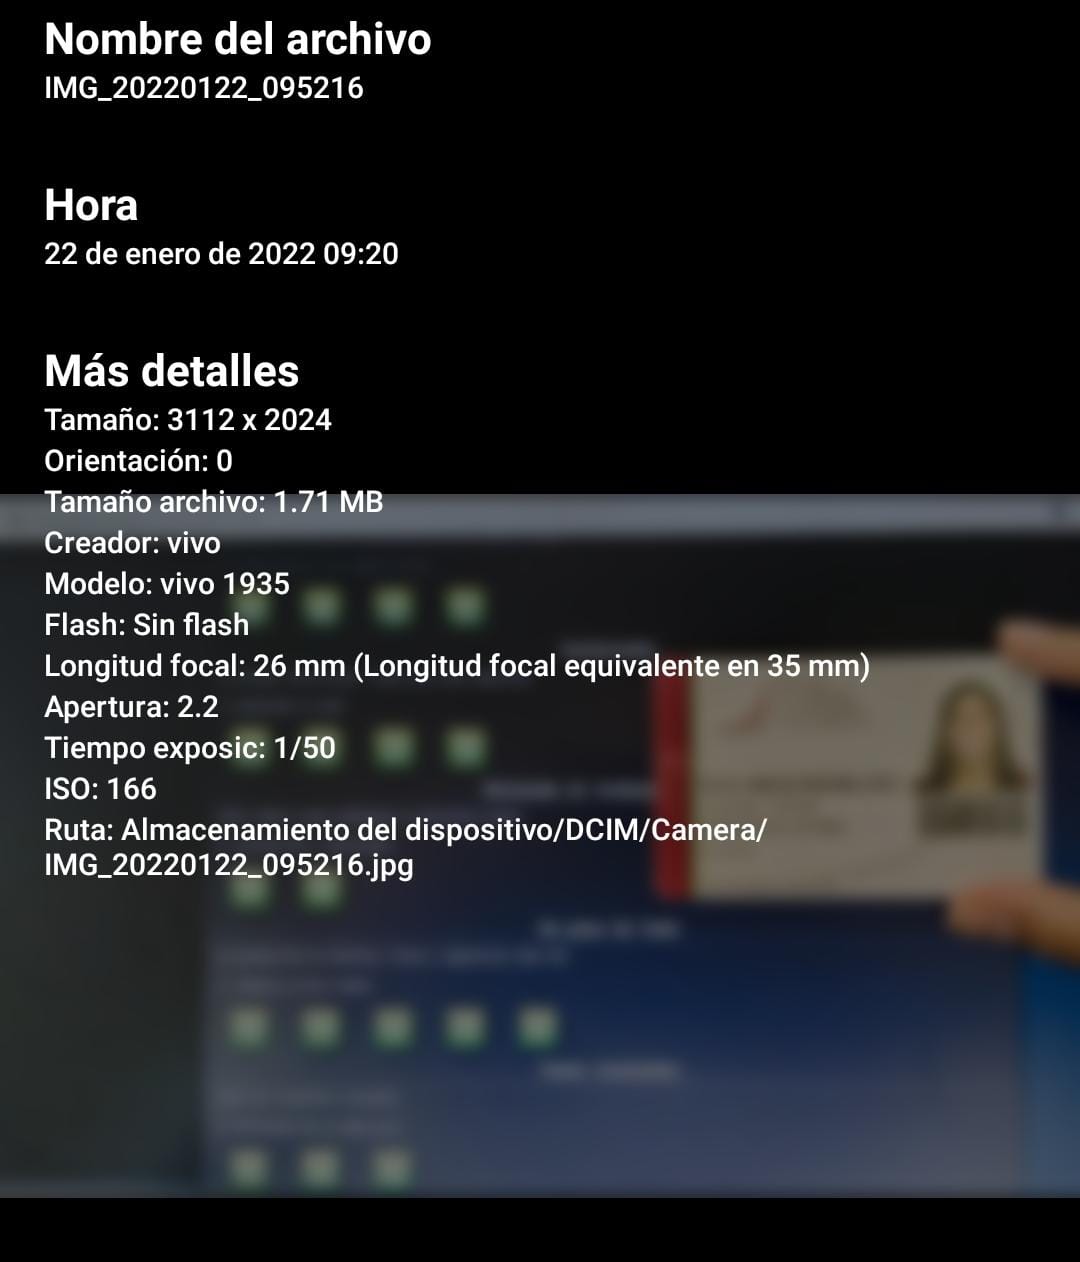 Nombre del archivo
IMG_20220122_095216
Hora
22 de enero de 2022 09:20
Más detalles
Tamaño: 3112 x 2024
Orientación: 0
Tamaño archivo: 1.71 MB
Creador: vivo
Modelo: vivo 1935
Flash: Sin flash
Longitud focal: 26 mm (Longitud focal equivalente en 35 mm)
Apertura: 2.2
Tiempo exposic: 1/50
ISO: 166
Ruta: Almacenamiento del dispositivo/DCIM/Camera/
IMG_20220122_095216.jpg